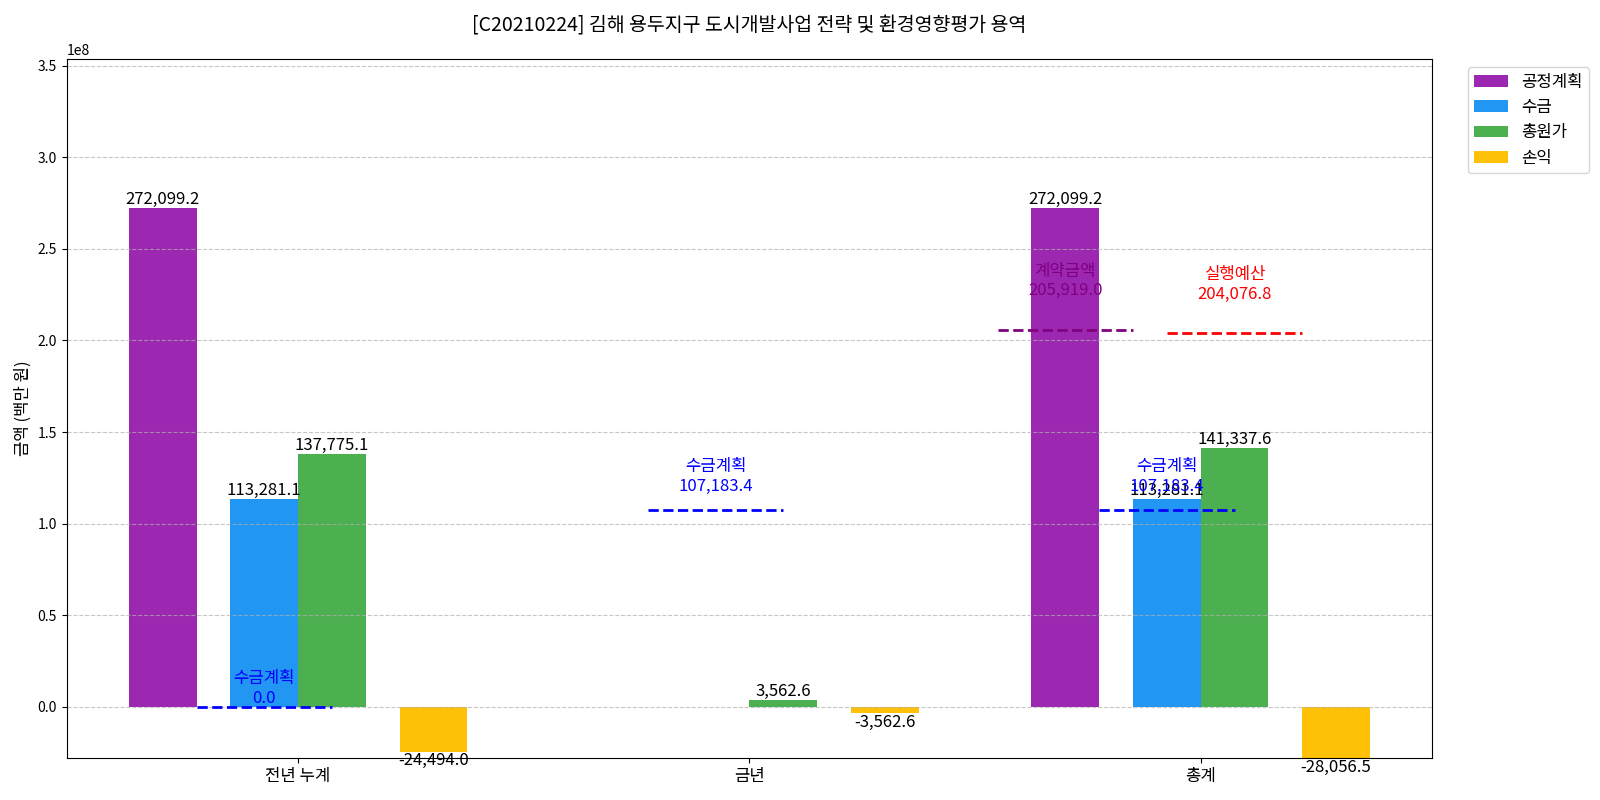 [C20210224] 김해 용두지구 도시개발사업 전략 및 환경영향평가 용역
1e8
3.5
3.0
2.5
2.0
1.5
1.0
0.5
0.0
금액 (백만 원)
272,099.2
113,281.1
137,775.1
수금계획
0.0
-24,494.0
수금계획
107,183.4
3,562.6
-3,562.6
272,099.2
계약금액
205,919.0
실행예산
204,076.8
141,337.6
수금계획
107,183.4
113,281.1
-28,056.5
전년 누계
금년
총계
공정계획
수금
총원가
손익